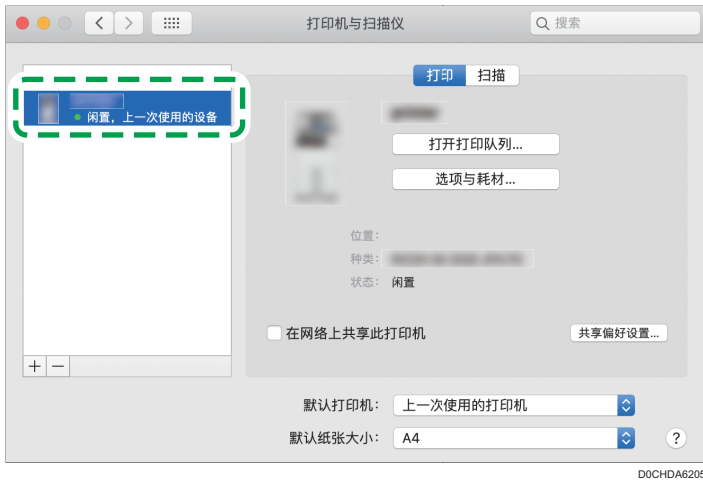 打印机与扫描仪
搜索
打印 扫描
闲置，上一次使用的设备
打开打印队列...
选项与耗材...
位置：
种类：
状态： 闲置
在网络上共享此打印机
共享偏好设置...
默认打印机： 上一次使用的打印机
默认纸张大小： A4
?
D0CHDA6205